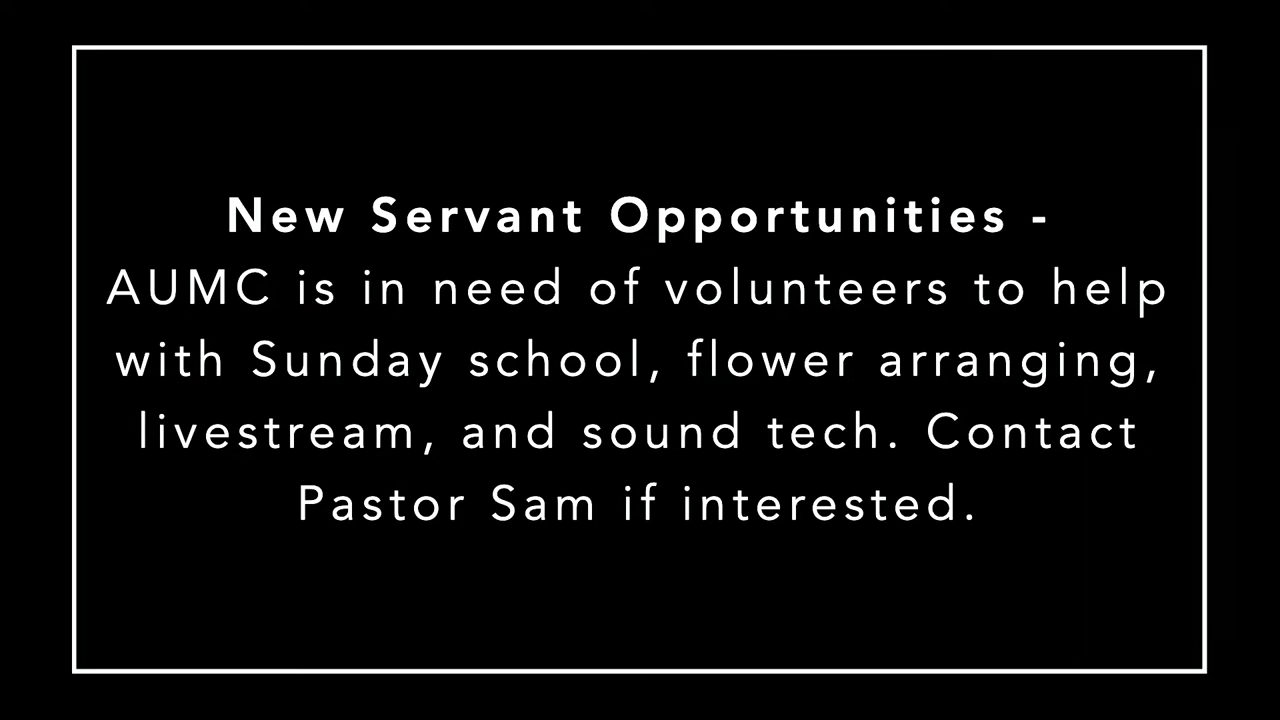 New Servant Opportunities -
AUMC is in need of volunteers to help
with Sunday school, flower arranging,
livestream, and sound tech. Contact
Pastor Sam if interested.